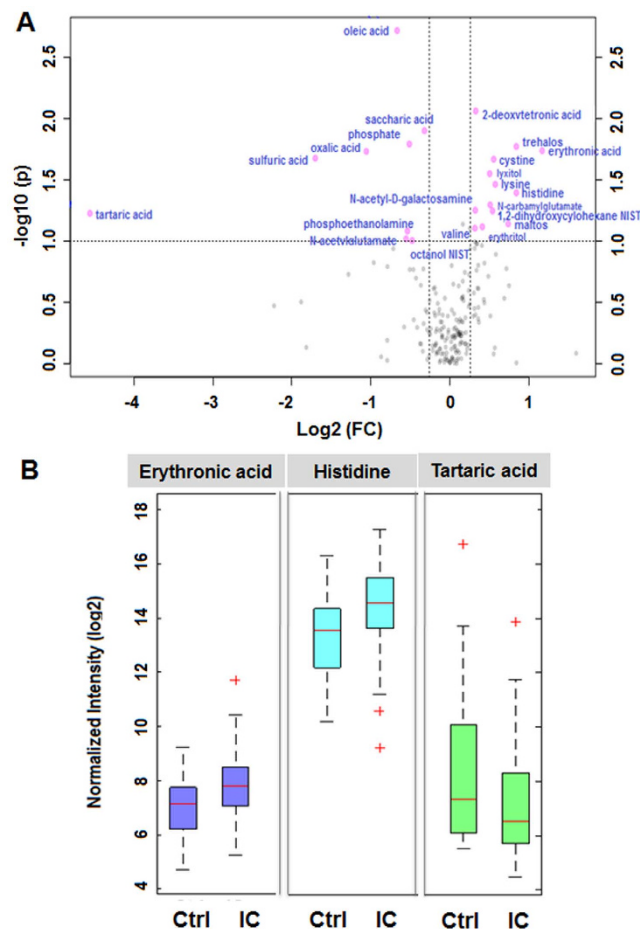 A
oleic acid
2.5
2.5
2-deoxvtetronic acid
2.0
2.0
saccharic acid
phosphate
trehalos
oxalic acid
erythronic acid
sulfuric acid
cystine
1.5
1.5
lyxitol
lysine
histidine
N-acetyl-D-galactosamine
N-carbamylglutamate
tartaric acid
1,2-dihydroxycylohexane NIST
phosphoethanolamine
valine
maltos
N-acetvlglutamate
erythritol
1.0
1.0
octanol NIST
-log10 (p)
0.5
0.5
0.0
0.0
-4 -3 -2 -1 0 1
Log2 (FC)
B
Erythronic acid Histidine Tartaric acid
Normalized Intensity (log2)
18
16
14
12
10
8
6
4
Ctrl IC Ctrl IC Ctrl IC